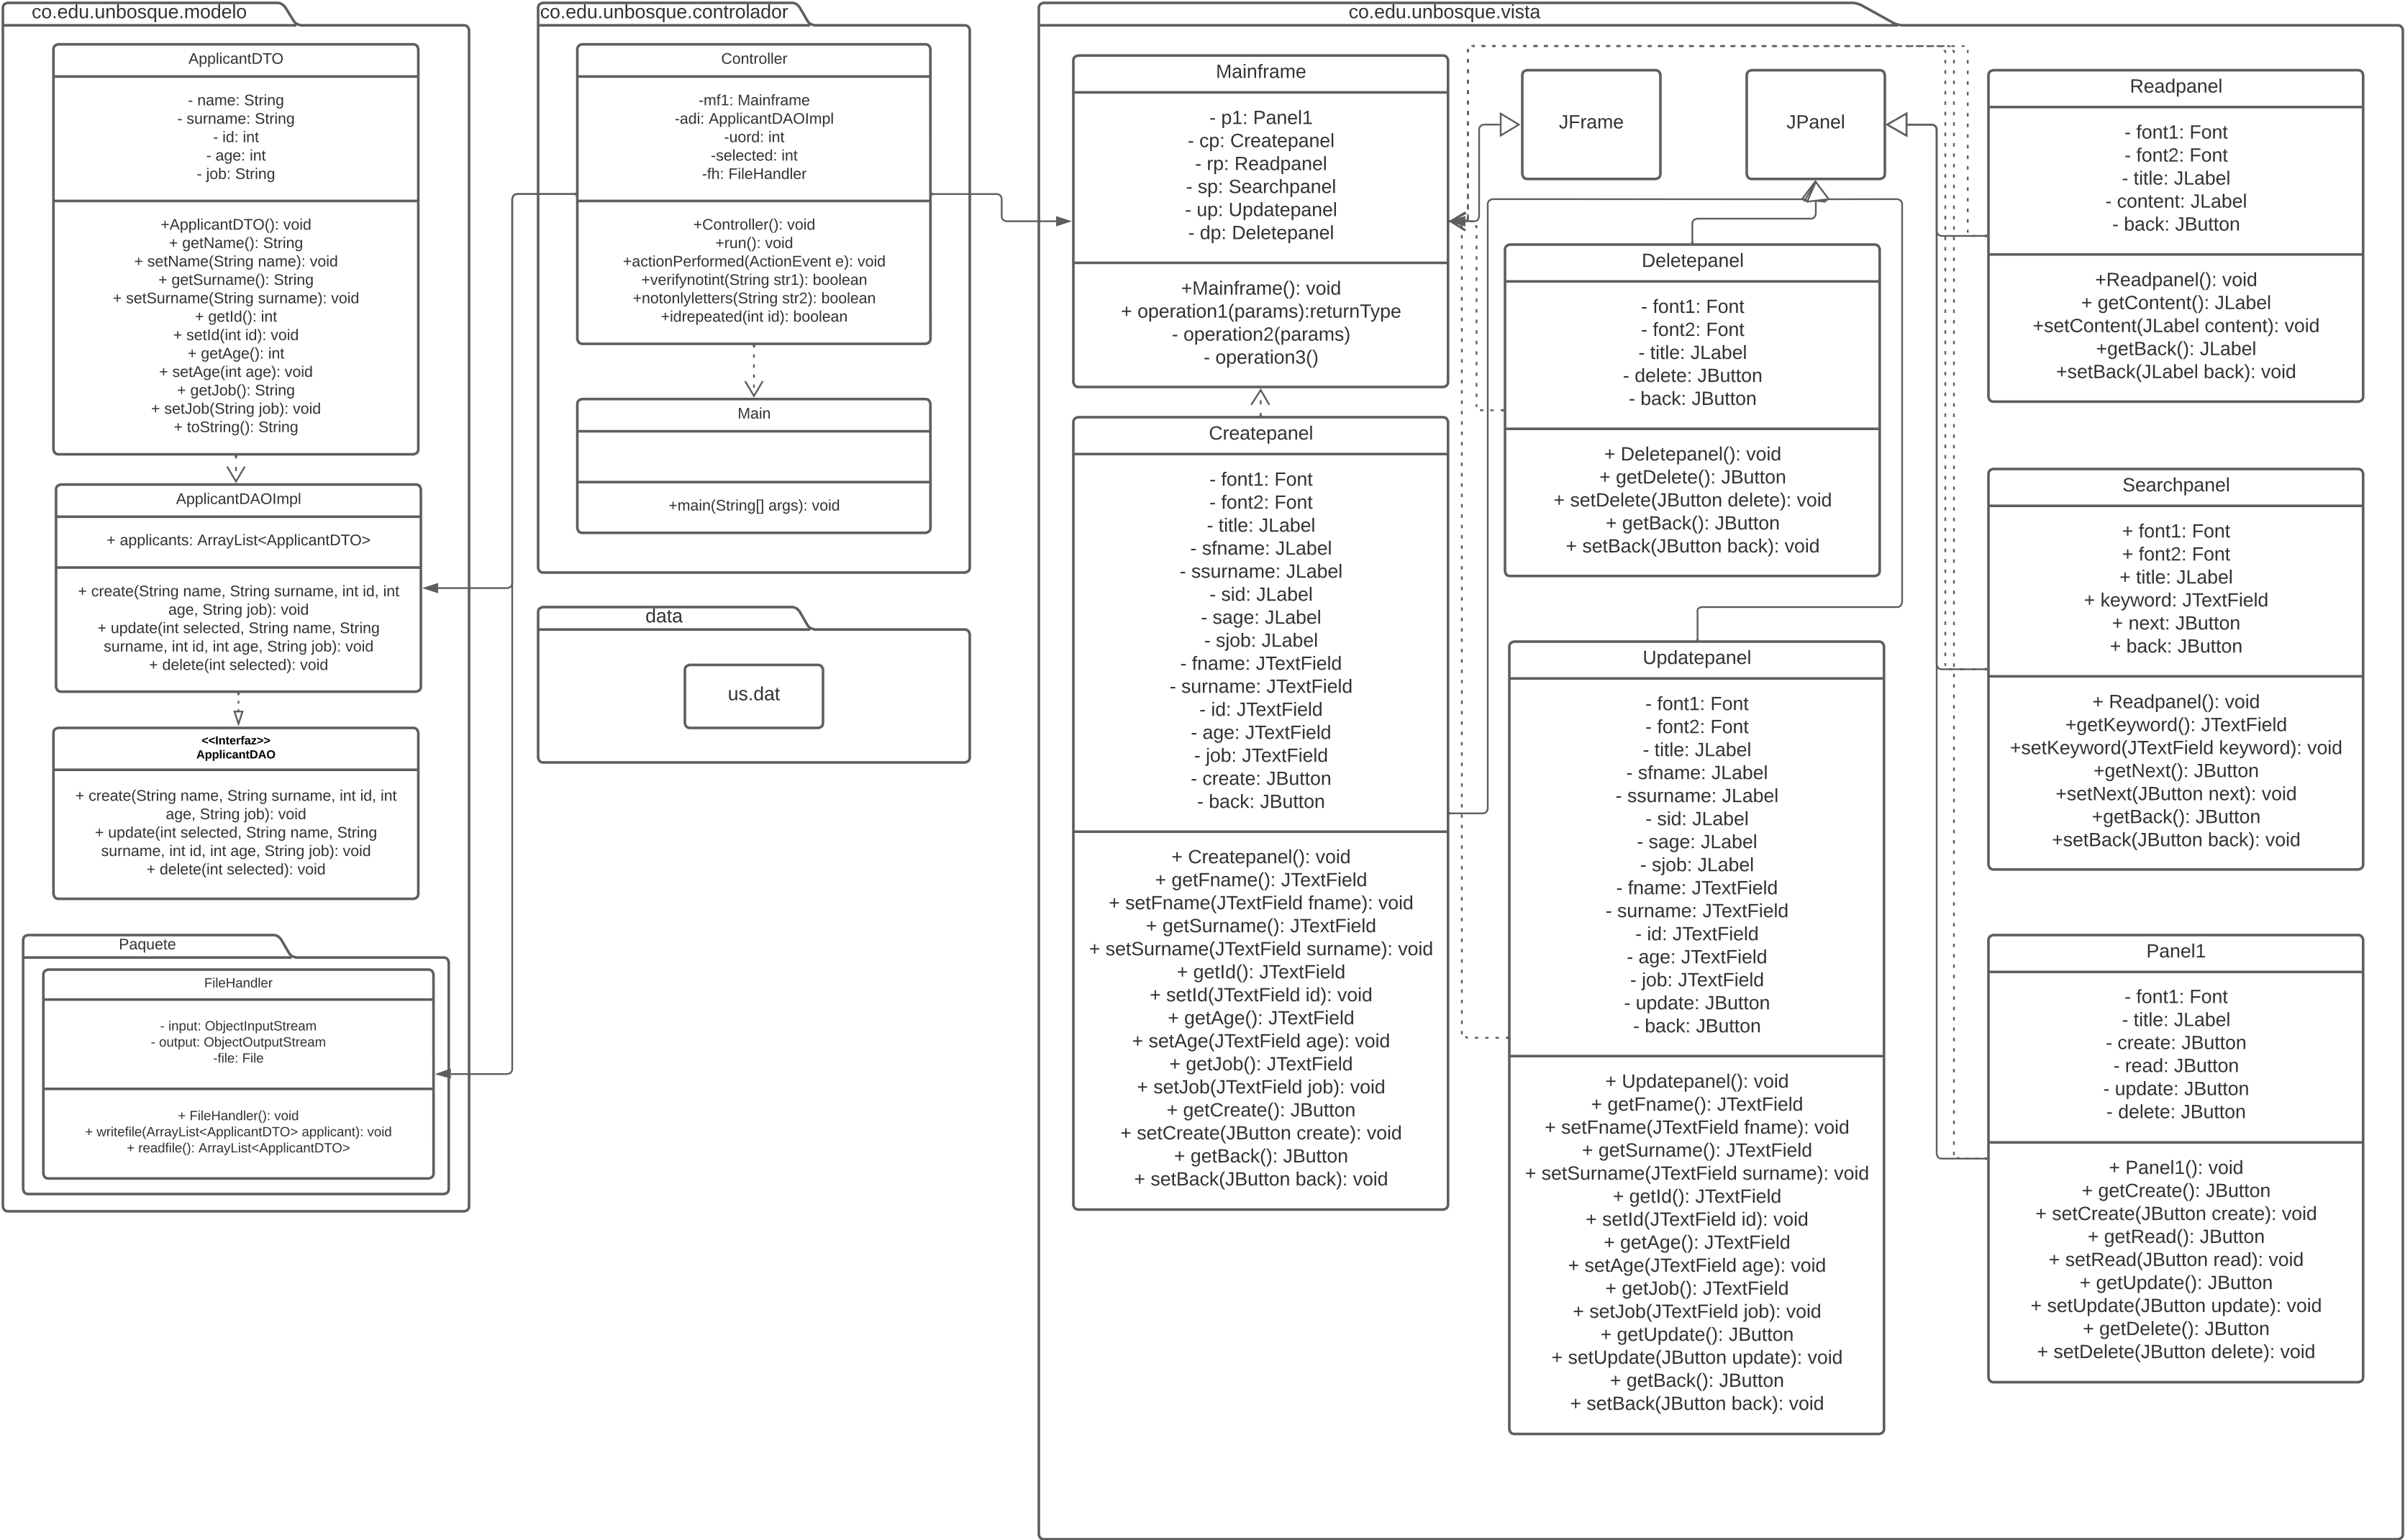 co.edu.unbosque.modelo
ApplicantDTO
- name: String
- surname: String
- id: int
- age: int
- job: String
+ApplicantDTO(): void
+ getName(): String
+ setName(String name): void
+ getSurname(): String
+ setSurname(String surname): void
+ getId(): int
+ setId(int id): void
+ getAge(): int
+ setAge(int age): void
+ getJob(): String
+ setJob(String job): void
+ toString(): String
ApplicantDAOImpl
+ applicants: ArrayList<ApplicantDTO>
+ create(String name, String surname, int id, int
age, String job): void
+ update(int selected, String name, String
surname, int id, int age, String job): void
+ delete(int selected): void
<<Interfaz>>
ApplicantDAO
+ create(String name, String surname, int id, int
age, String job): void
+ update(int selected, String name, String
surname, int id, int age, String job): void
+ delete(int selected): void
Paquete
FileHandler
- input: ObjectInputStream
- output: ObjectOutputStream
-file: File
+ FileHandler(): void
+ writefile(ArrayList<ApplicantDTO> applicant): void
+ readfile(): ArrayList<ApplicantDTO>
co.edu.unbosque.controlador
Controller
-mf1: Mainframe
-adi: ApplicantDAOImpl
-uord: int
-selected: int
-fh: FileHandler
+Controller(): void
+run(): void
+actionPerformed(ActionEvent e): void
+verifynotint(String str1): boolean
+notonlyletters(String str2): boolean
+idrepeated(int id): boolean
Main
+main(String[] args): void
data
us.dat
co.edu.unbosque.vista
Mainframe
- p1: Panel1
- cp: Createpanel
- rp: Readpanel
- sp: Searchpanel
- up: Updatepanel
- dp: Deletepanel
+Mainframe(): void
+ operation1(params):returnType
- operation2(params)
- operation3()
Createpanel
- font1: Font
- font2: Font
- title: JLabel
- sfname: JLabel
- ssurname: JLabel
- sid: JLabel
- sage: JLabel
- sjob: JLabel
- fname: JTextField
- surname: JTextField
- id: JTextField
- age: JTextField
- job: JTextField
- create: JButton
- back: JButton
+ Createpanel(): void
+ getFname(): JTextField
+ setFname(JTextField fname): void
+ getSurname(): JTextField
+ setSurname(JTextField surname): void
+ getId(): JTextField
+ setId(JTextField id): void
+ getAge(): JTextField
+ setAge(JTextField age): void
+ getJob(): JTextField
+ setJob(JTextField job): void
+ getCreate(): JButton
+ setCreate(JButton create): void
+ getBack(): JButton
+ setBack(JButton back): void
JFrame
JPanel
Deletepanel
- font1: Font
- font2: Font
- title: JLabel
- delete: JButton
- back: JButton
+ Deletepanel(): void
+ getDelete(): JButton
+ setDelete(JButton delete): void
+ getBack(): JButton
+ setBack(JButton back): void
Updatepanel
- font1: Font
- font2: Font
- title: JLabel
- sfname: JLabel
- ssurname: JLabel
- sid: JLabel
- sage: JLabel
- sjob: JLabel
- fname: JTextField
- surname: JTextField
- id: JTextField
- age: JTextField
- job: JTextField
- update: JButton
- back: JButton
+ Updatepanel(): void
+ getFname(): JTextField
+ setFname(JTextField fname): void
+ getSurname(): JTextField
+ setSurname(JTextField surname): void
+ getId(): JTextField
+ setId(JTextField id): void
+ getAge(): JTextField
+ setAge(JTextField age): void
+ getJob(): JTextField
+ setJob(JTextField job): void
+ getUpdate(): JButton
+ setUpdate(JButton update): void
+ getBack(): JButton
+ setBack(JButton back): void
Readpanel
- font1: Font
- font2: Font
- title: JLabel
- content: JLabel
- back: JButton
+Readpanel(): void
+ getContent(): JLabel
+setContent(JLabel content): void
+getBack(): JLabel
+setBack(JLabel back): void
Searchpanel
+ font1: Font
+ font2: Font
+ title: JLabel
+ keyword: JTextField
+ next: JButton
+ back: JButton
+ Readpanel(): void
+getKeyword(): JTextField
+setKeyword(JTextField keyword): void
+getNext(): JButton
+setNext(JButton next): void
+getBack(): JButton
+setBack(JButton back): void
Panel1
- font1: Font
- title: JLabel
- create: JButton
- read: JButton
- update: JButton
- delete: JButton
+ Panel1(): void
+ getCreate(): JButton
+ setCreate(JButton create): void
+ getRead(): JButton
+ setRead(JButton read): void
+ getUpdate(): JButton
+ setUpdate(JButton update): void
+ getDelete(): JButton
+ setDelete(JButton delete): void